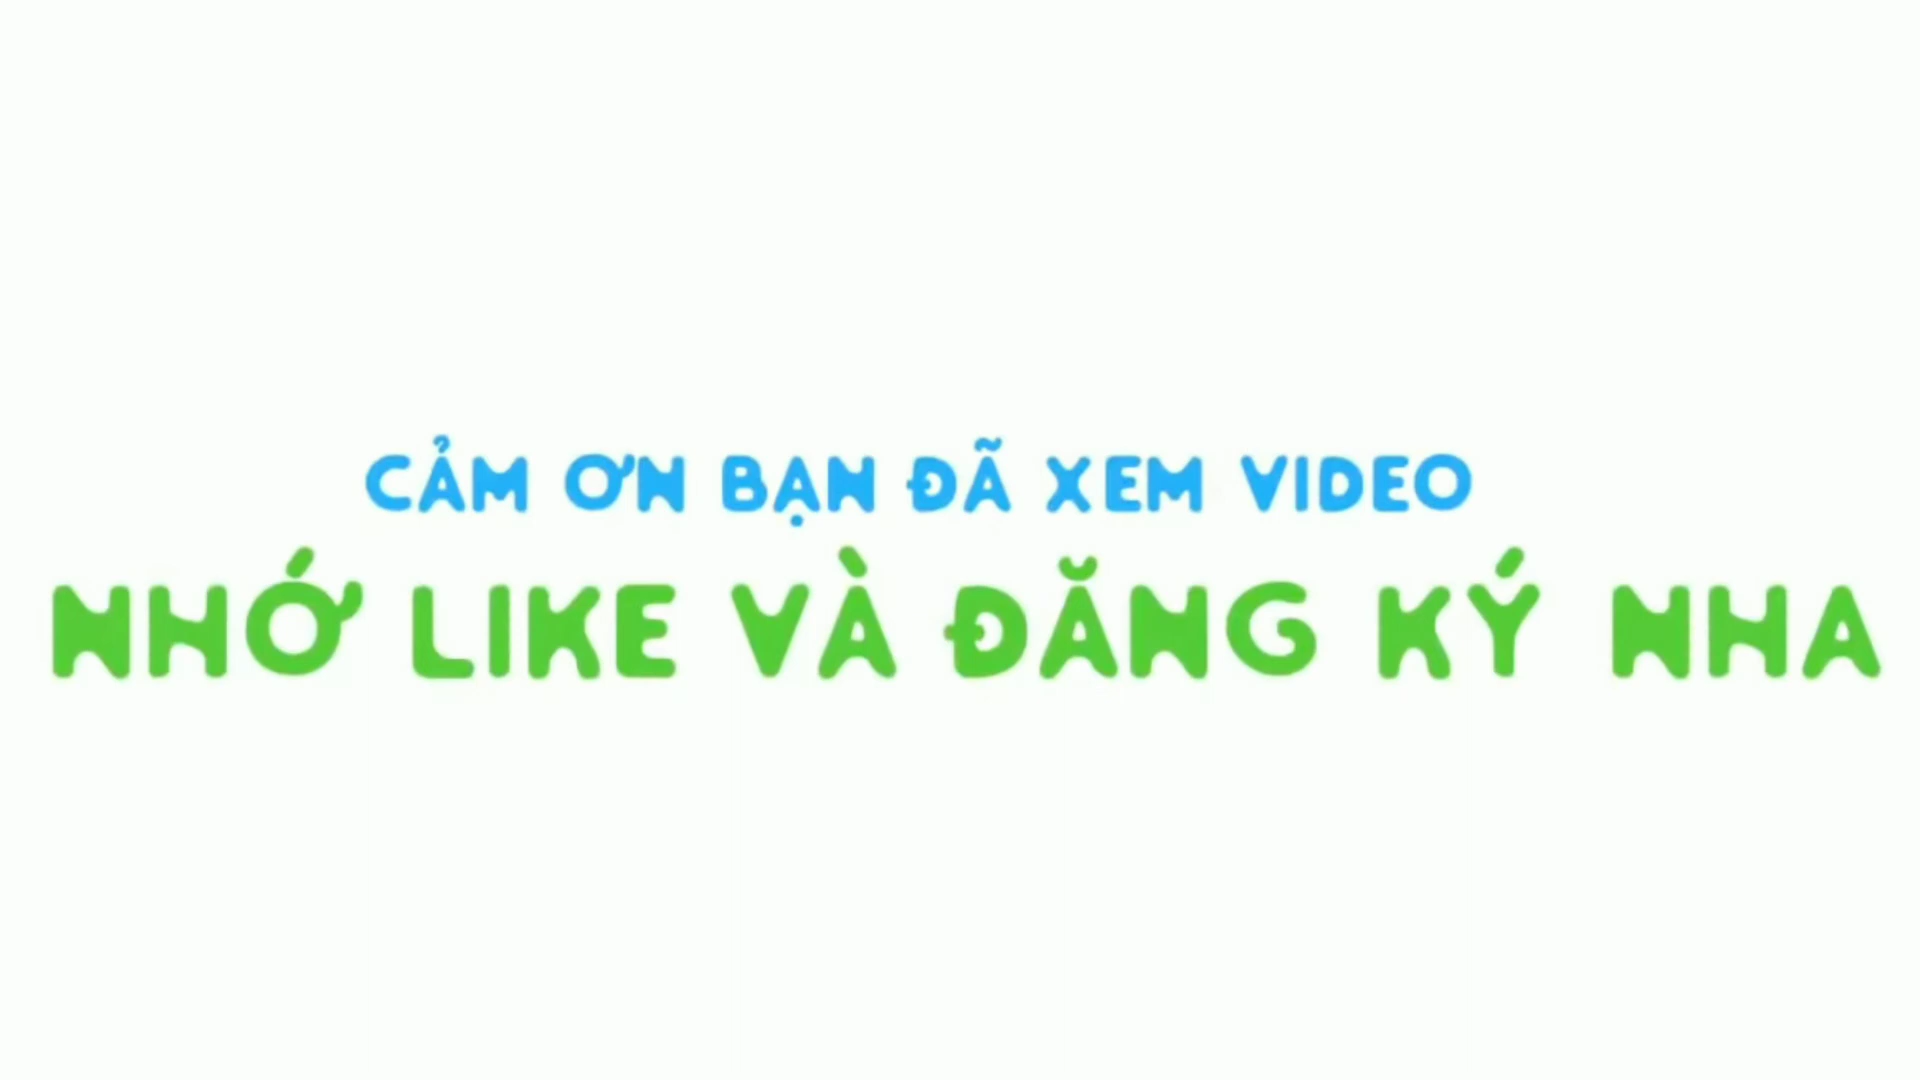 CẢM ƠN BẠN ĐÃ XEM VIDEO
NHỚ LIKE VÀ ĐĂNG KÝ NHA